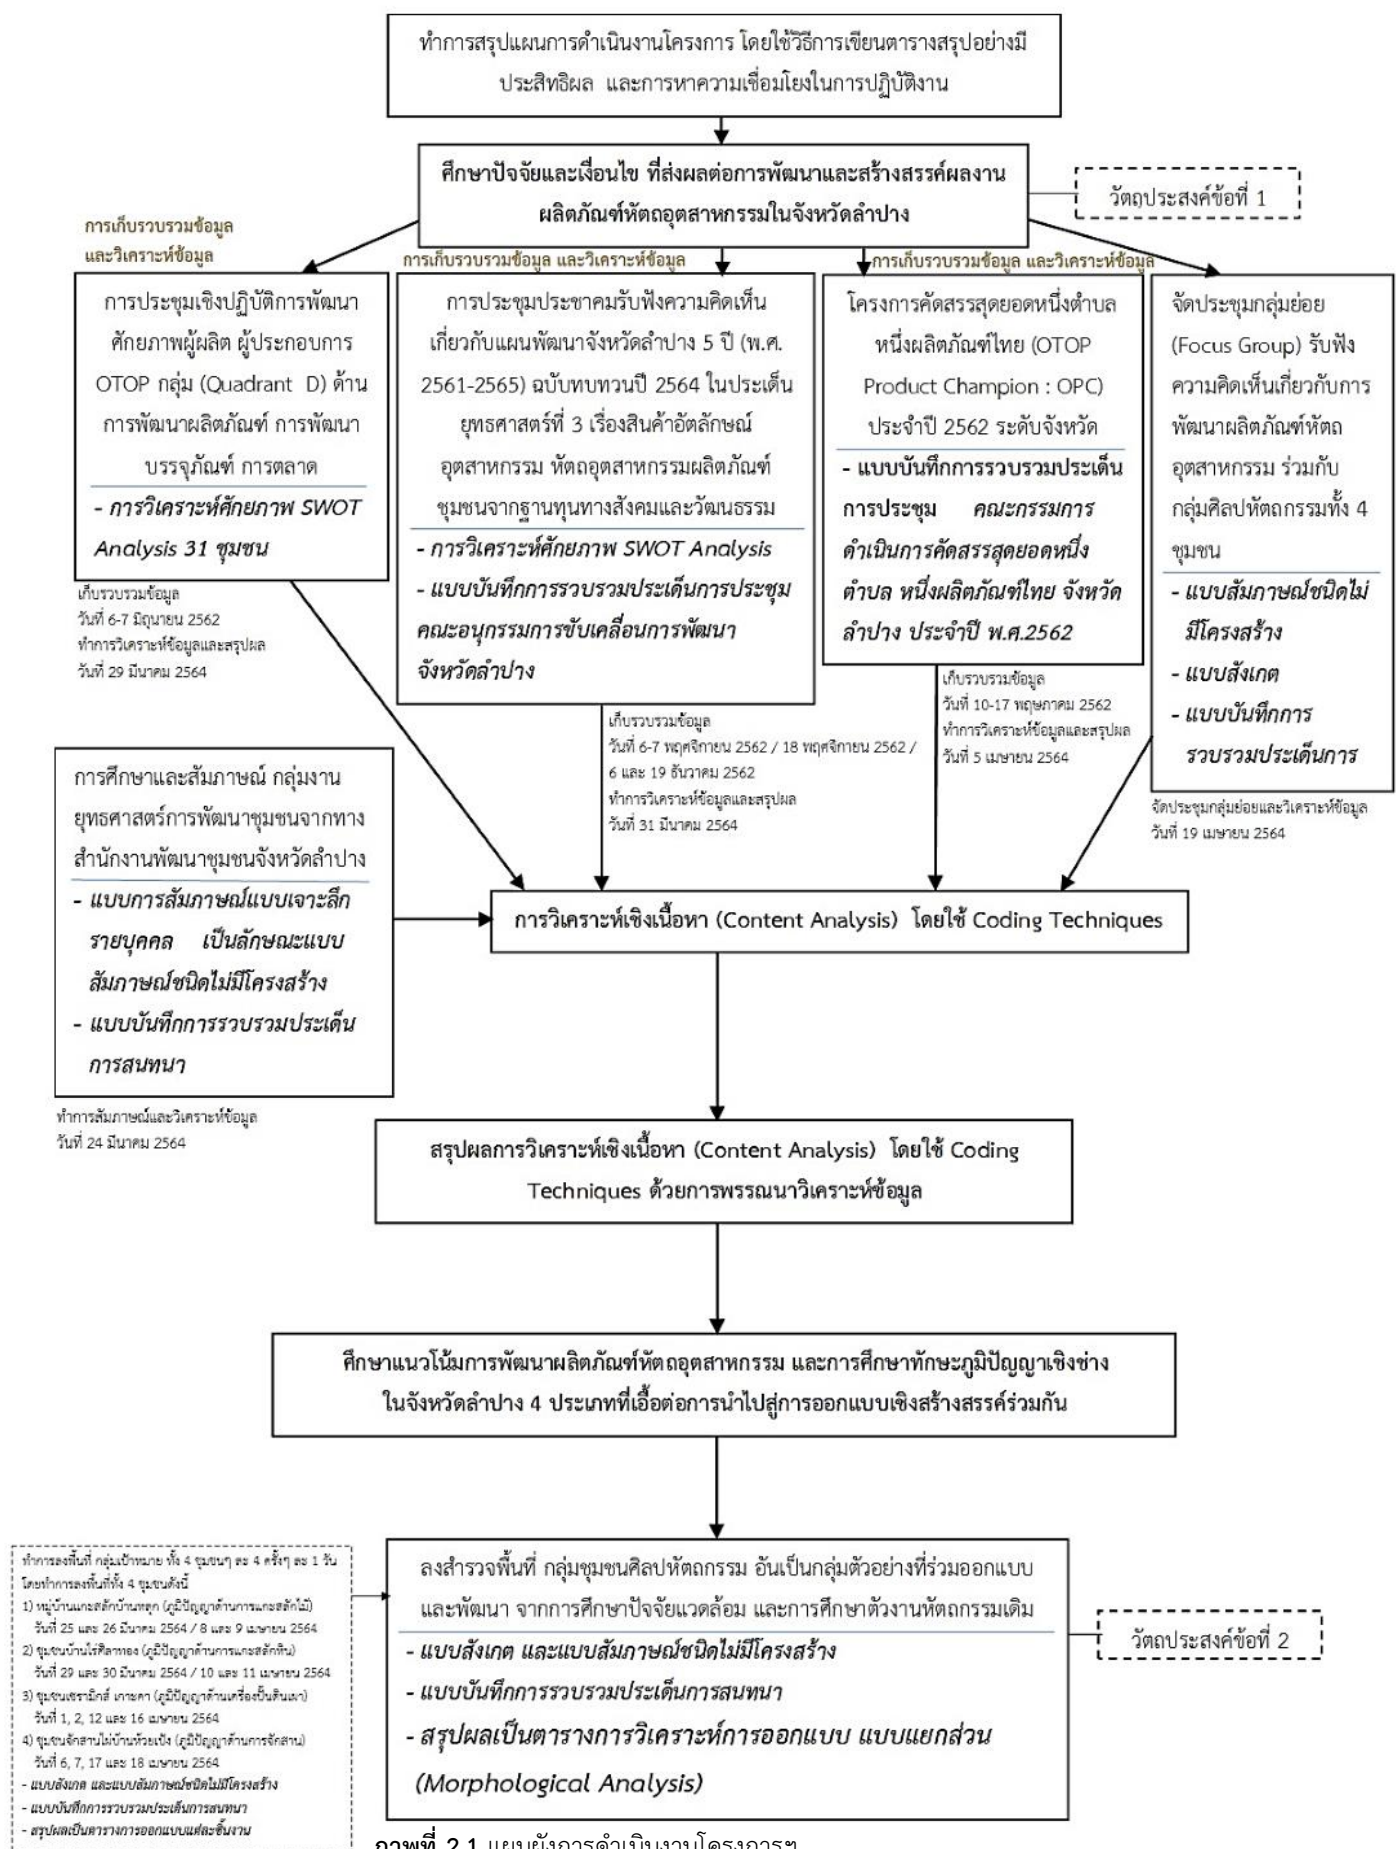 ทำการสรุปแผนการดำเนินงานโครงการ โดยใช้วิธีการเขียนตารางสรุปอย่างมี
ประสิทธิผล และการหาความเชื่อมโยงในการปฏิบัติงาน
ศึกษาปัจจัยและเงื่อนไข ที่ส่งผลต่อการพัฒนาและสร้างสรรค์ผลงาน
ผลิตภัณฑ์หัตถอุตสาหกรรมในจังหวัดลำปาง
วัตถุประสงค์ข้อที่ 1
การเก็บรวบรวมข้อมูล
และวิเคราะห์ข้อมูล
การประชุมเชิงปฏิบัติการพัฒนา
ศักยภาพผู้ผลิต ผู้ประกอบการ
OTOP กลุ่ม (Quadrant D) ด้าน
การพัฒนาผลิตภัณฑ์ การพัฒนา
บรรจุภัณฑ์ การตลาด
- การวิเคราะห์ศักยภาพ SWOT
Analysis 31 ชุมชน
เก็บรวบรวมข้อมูล
วันที่ 6-7 มิถุนายน 2562
ทำการวิเคราะห์ข้อมูลและสรุปผล
วันที่ 29 มีนาคม 2564
การเก็บรวบรวมข้อมูล และวิเคราะห์ข้อมูล
การประชุมประชาคมรับฟังความคิดเห็น
เกี่ยวกับแผนพัฒนาจังหวัดลำปาง 5 ปี (พ.ศ.
2561-2565) ฉบับทบทวนปี 2564 ในประเด็น
ยุทธศาสตร์ที่ 3 เรื่องสินค้าอัตลักษณ์
อุตสาหกรรม หัตถอุตสาหกรรมผลิตภัณฑ์
ชุมชนจากฐานทุนทางสังคมและวัฒนธรรม
- การวิเคราะห์ศักยภาพ SWOT Analysis
- แบบบันทึกการรวบรวมประเด็นการประชุม
คณะอนุกรรมการขับเคลื่อนการพัฒนา
จังหวัดลำปาง
เก็บรวบรวมข้อมูล
วันที่ 6-7 พฤศจิกายน 2562 / 18 พฤศจิกายน 2562 /
6 และ 19 ธันวาคม 2562
ทำการวิเคราะห์ข้อมูลและสรุปผล
วันที่ 31 มีนาคม 2564
การเก็บรวบรวมข้อมูล และวิเคราะห์ข้อมูล
โครงการคัดสรรสุดยอดหนึ่งตำบล
หนึ่งผลิตภัณฑ์ไทย (OTOP
Product Champion : OPC)
ประจำปี 2562 ระดับจังหวัด
- แบบบันทึกการรวบรวมประเด็น
การประชุม คณะกรรมการ
ดำเนินการคัดสรรสุดยอดหนึ่ง
ตำบล หนึ่งผลิตภัณฑ์ไทย จังหวัด
ลำปาง ประจำปี พ.ศ.2562
เก็บรวบรวมข้อมูล
วันที่ 10-17 พฤษภาคม 2562
ทำการวิเคราะห์ข้อมูลและสรุปผล
วันที่ 5 เมษายน 2564
จัดประชุมกลุ่มย่อย
(Focus Group) รับฟัง
ความคิดเห็นเกี่ยวกับการ
พัฒนาผลิตภัณฑ์หัตถ
อุตสาหกรรม ร่วมกับ
กลุ่มศิลปหัตถกรรมทั้ง 4
ชุมชน
- แบบสัมภาษณ์ชนิดไม่
มีโครงสร้าง
- แบบสังเกต
- แบบบันทึกการ
รวบรวมประเด็นการ
จัดประชุมกลุ่มย่อยและวิเคราะห์ข้อมูล
วันที่ 19 เมษายน 2564
การศึกษาและสัมภาษณ์ กลุ่มงาน
ยุทธศาสตร์การพัฒนาชุมชนจากทาง
สำนักงานพัฒนาชุมชนจังหวัดลำปาง
- แบบการสัมภาษณ์แบบเจาะลึก
รายบุคคล เป็นลักษณะแบบ
สัมภาษณ์ชนิดไม่มีโครงสร้าง
- แบบบันทึกการรวบรวมประเด็น
การสนทนา
ทำการสัมภาษณ์และวิเคราะห์ข้อมูล
วันที่ 24 มีนาคม 2564
การวิเคราะห์เชิงเนื้อหา (Content Analysis) โดยใช้ Coding Techniques
สรุปผลการวิเคราะห์เชิงเนื้อหา (Content Analysis) โดยใช้ Coding
Techniques ด้วยการพรรณนาวิเคราะห์ข้อมูล
ศึกษาแนวโน้มการพัฒนาผลิตภัณฑ์หัตถอุตสาหกรรม และการศึกษาทักษะภูมิปัญญาเชิงช่าง
ในจังหวัดลำปาง 4 ประเภทที่เอื้อต่อการนำไปสู่การออกแบบเชิงสร้างสรรค์ร่วมกัน
ทำการลงพื้นที่ กลุ่มเป้าหมาย ทั้ง 4 ชุมชนๆ ละ 4 ครั้งๆ ละ 1 วัน
โดยทำการลงพื้นที่ทั้ง 4 ชุมชนดังนี้
1) หมู่บ้านแกะสลักบ้านหลุก (ภูมิปัญญาด้านการแกะสลักไม้)
วันที่ 25 และ 26 มีนาคม 2564 / 8 และ 9 เมษายน 2564
2) ชุมชนบ้านไร่ศิลาทอง (ภูมิปัญญาด้านการแกะสลักหิน)
วันที่ 29 และ 30 มีนาคม 2564 / 10 และ 11 เมษายน 2564
3) ชุมชนเซรามิกส์ เกาะคา (ภูมิปัญญาด้านเครื่องปั้นดินเผา)
วันที่ 1, 2, 12 และ 16 เมษายน 2564
4) ชุมชนจักสานไผ่บ้านห้วยเป้ง (ภูมิปัญญาด้านการจักสาน)
วันที่ 6, 7, 17 และ 18 เมษายน 2564
- แบบสังเกต และแบบสัมภาษณ์ชนิดไม่มีโครงสร้าง
- แบบบันทึกการรวบรวมประเด็นการสนทนา
- สรุปผลเป็นตารางการออกแบบแต่ละชิ้นงาน
ลงสำรวจพื้นที่ กลุ่มชุมชนศิลปหัตถกรรม อันเป็นกลุ่มตัวอย่างที่ร่วมออกแบบ
และพัฒนา จากการศึกษาปัจจัยแวดล้อม และการศึกษาตัวงานหัตถกรรมเดิม
- แบบสังเกต และแบบสัมภาษณ์ชนิดไม่มีโครงสร้าง
- แบบบันทึกการรวบรวมประเด็นการสนทนา
- สรุปผลเป็นตารางการวิเคราะห์การออกแบบ แบบแยกส่วน
(Morphological Analysis)
วัตถุประสงค์ข้อที่ 2
ภาพที่ 2.1 แผนผังการดำเนินงานโครงการฯ